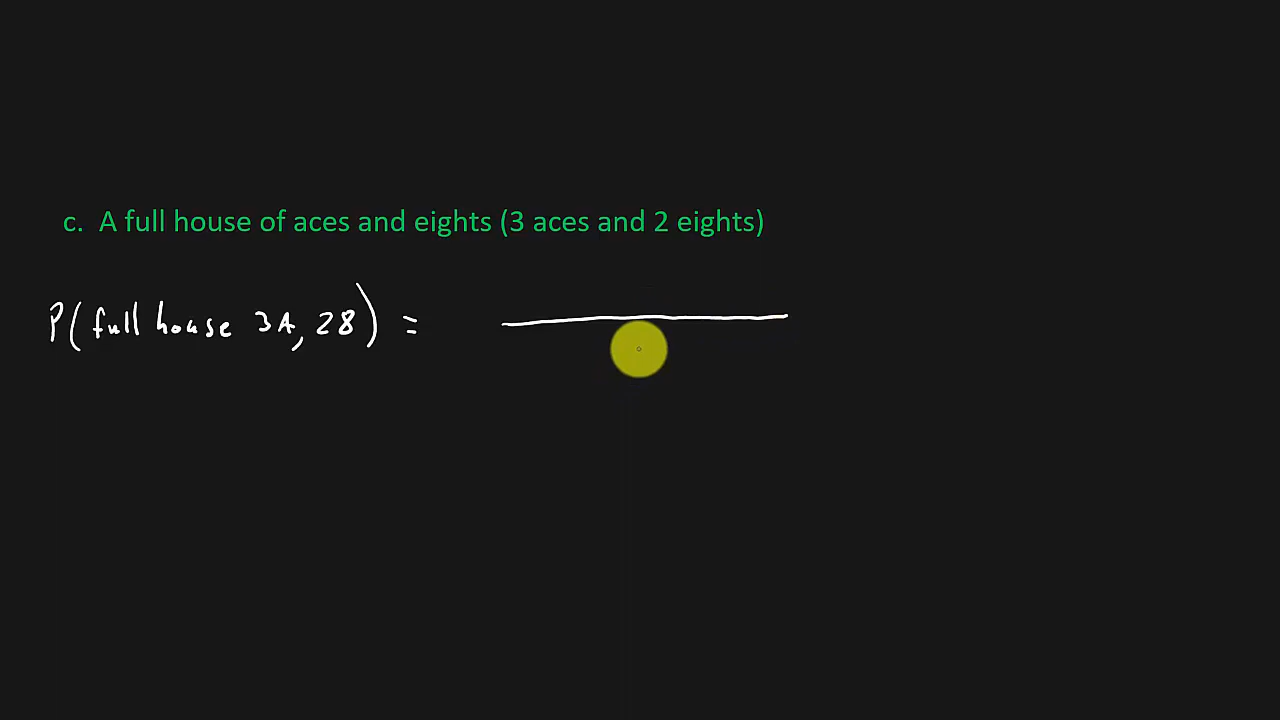 c. A full house of aces and eights (3 aces and 2 eights)
P(full house 3A, 28) =